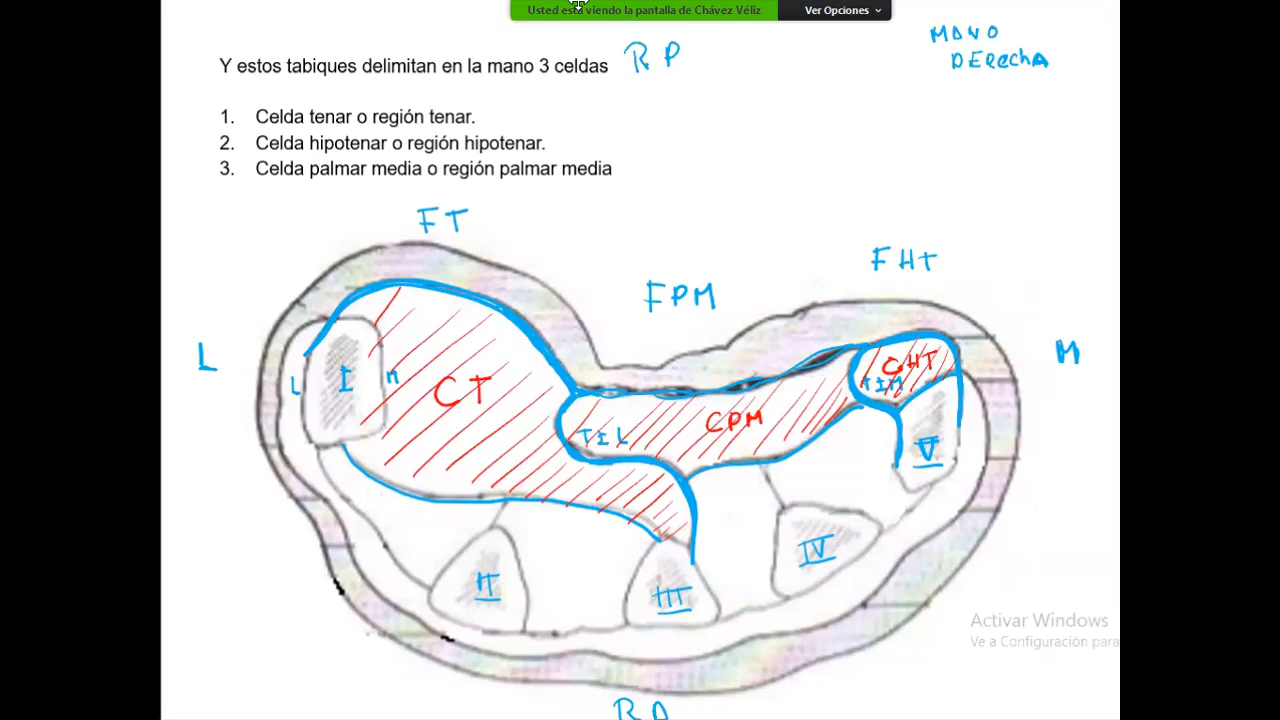 Usted está viendo la pantalla de Chávez Véliz
Ver Opciones
MANO
DERECHA
R P
Y estos tabiques delimitan en la mano 3 celdas
1. Celda tenar o región tenar.
2. Celda hipotenar o región hipotenar.
3. Celda palmar media o región palmar media
FT
FHT
FPM
L
M
L
I
M
CT
CHT
TIM
CPM
TIL
V
IV
II
III
Activar Windows
Ve a Configuración para
R D